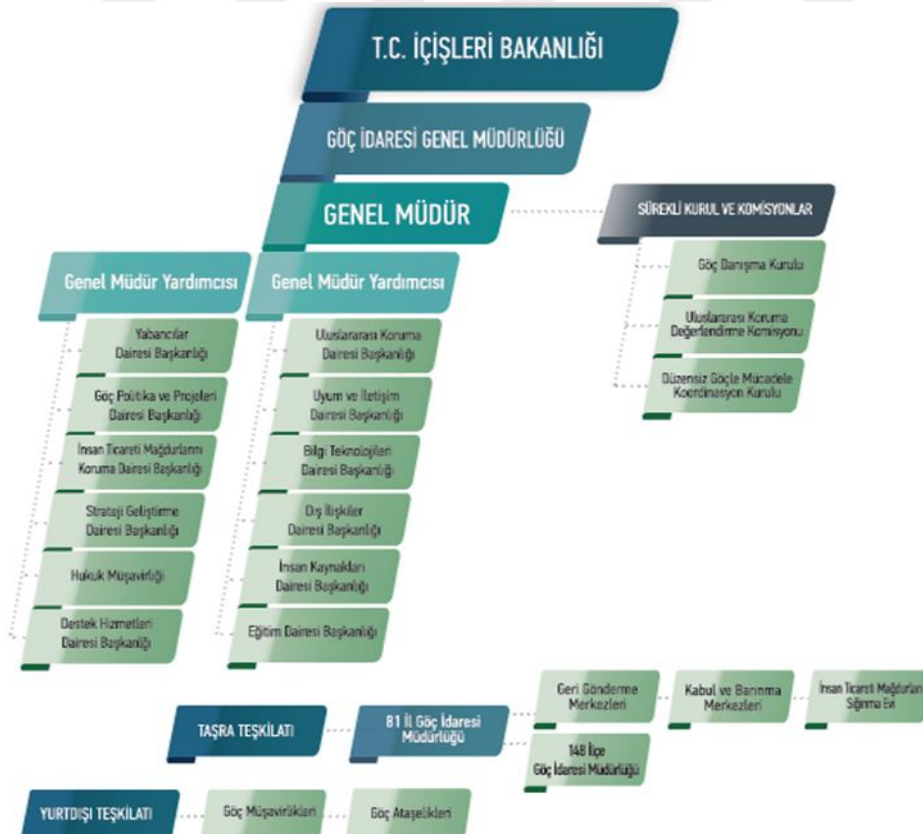 T.C. İÇİŞLERİ BAKANLIĞI
GÖÇ İDARESİ GENEL MÜDÜRLÜĞÜ
GENEL MÜDÜR
SÜREKLİ KURUL VE KOMİSYONLAR
Göç Danışma Kurulu
Uluslararası Koruma
Değerlendirme Komisyonu
Düzensiz Göçle Mücadele
Koordinasyon Kurulu
Genel Müdür Yardımcısı
Yabancılar
Dairesi Başkanlığı
Göç Politika ve Projeleri
Dairesi Başkanlığı
İnsan Ticareti Mağdurlarını
Koruma Dairesi Başkanlığı
Strateji Geliştirme
Dairesi Başkanlığı
Hukuk Müşavirliği
Destek Hizmetleri
Dairesi Başkanlığı
Genel Müdür Yardımcısı
Uluslararası Koruma
Dairesi Başkanlığı
Uyum ve İletişim
Dairesi Başkanlığı
Bilgi Teknolojileri
Dairesi Başkanlığı
Dış İlişkiler
Dairesi Başkanlığı
İnsan Kaynakları
Dairesi Başkanlığı
Eğitim Dairesi Başkanlığı
TAŞRA TEŞKİLATI
81 İl Göç İdaresi
Müdürlüğü
Geri Gönderme
Merkezleri
Kabul ve Barınma
Merkezleri
İnsan Ticareti Mağdurları
Sığınma Evi
148 İlçe
Göç İdaresi Müdürlüğü
YURTDIŞI TEŞKİLATI
Göç Müşavirlikleri
Göç Ataşelikleri